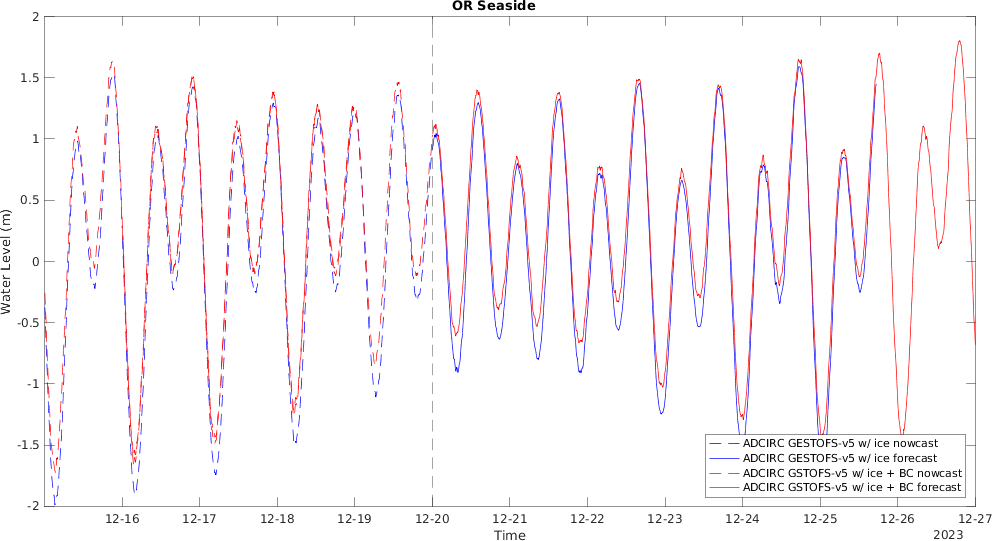 OR Seaside
2
1.5
1
0.5
0
-0.5
-1
-1.5
-2
Water Level (m)
ADCIRC GESTOFS-v5 w/ ice nowcast
ADCIRC GESTOFS-v5 w/ ice forecast
ADCIRC GSTOFS-v5 w/ ice + BC nowcast
ADCIRC GSTOFS-v5 w/ ice + BC forecast
12-16 12-17 12-18 12-19 12-20 12-21 12-22 12-23 12-24 12-25 12-26 12-27
Time
2023